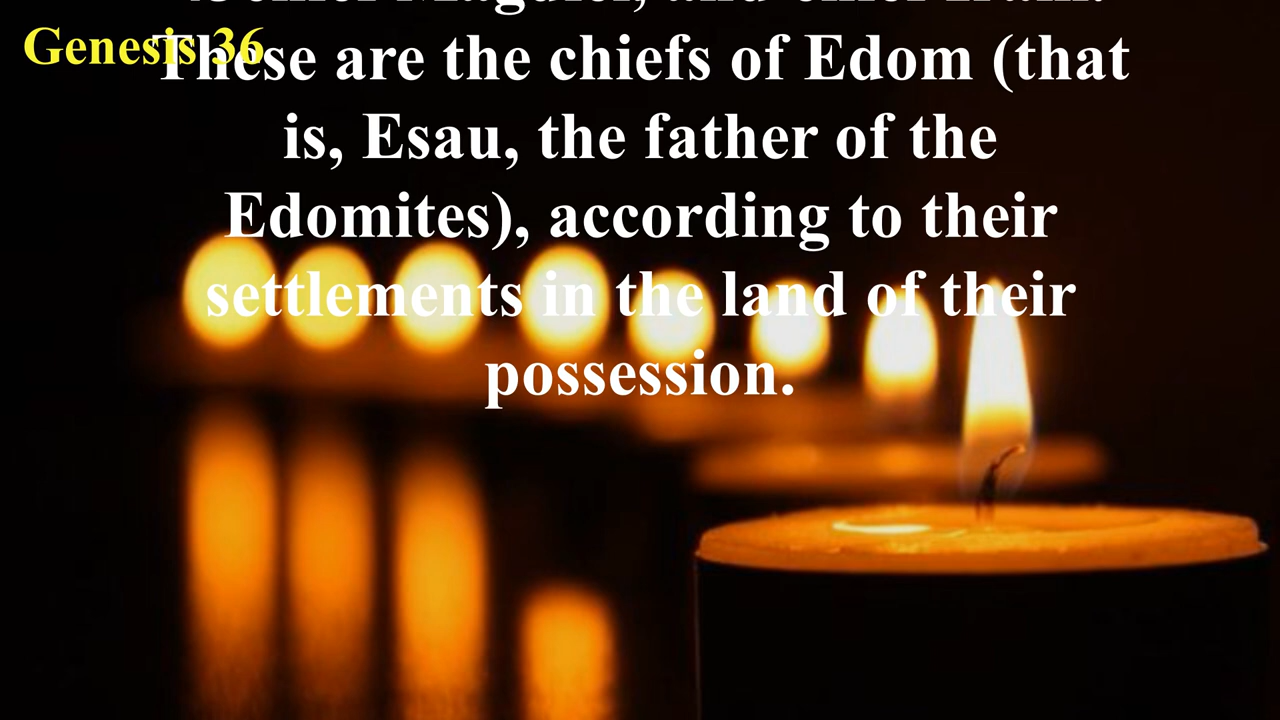 Genesis 36
These are the chiefs of Edom (that
is, Esau, the father of the
Edomites), according to their
settlements in the land of their
possession.